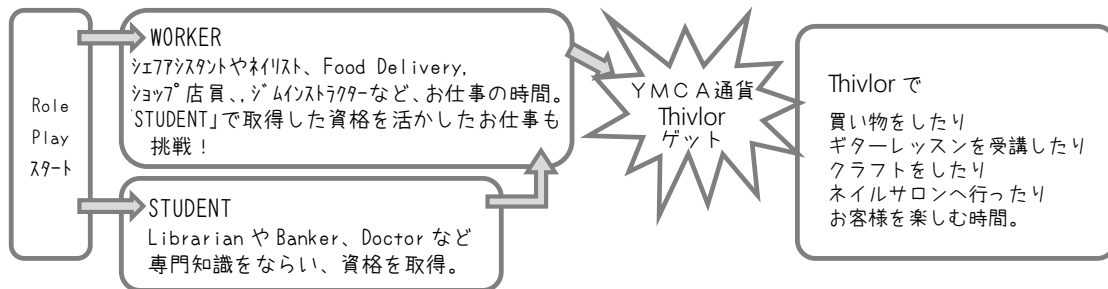 Role
Play
スタート
WORKER
シェフアシスタントやネイリスト、Food Delivery,
ショップ店員、,ジムインストラクターなど、お仕事の時間。
「STUDENT」で取得した資格を活かしたお仕事も
挑戦！
STUDENT
Librarian や Banker、Doctor など
専門知識をならい、資格を取得。
ＹＭＣＡ通貨
Thivlor
ゲット
Thivlor で
買い物をしたり
ギターレッスンを受講したり
クラフトをしたり
ネイルサロンへ行ったり
お客様を楽しむ時間。